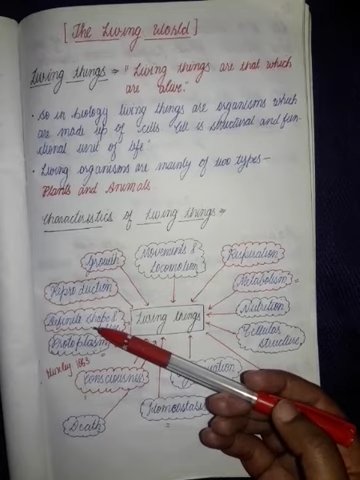 [ The Living World ]
Living things ⇒ "Living things are that which
are alive."
• So in biology living things are organisms which
are made up of cells "Cell is structural and fun-
ctional unit of life"
• Living organisms are mainly of two types -
Plants and Animals.
Characteristics of Living things ⇒
Movements & Locomotion
Growth
Respiration
Reproduction
Metabolism
Definite shape &
Living things
Nutrition
Protoplasm
Cellular structure
• Huxley 1863
Consciousness
Homeostasis
Death